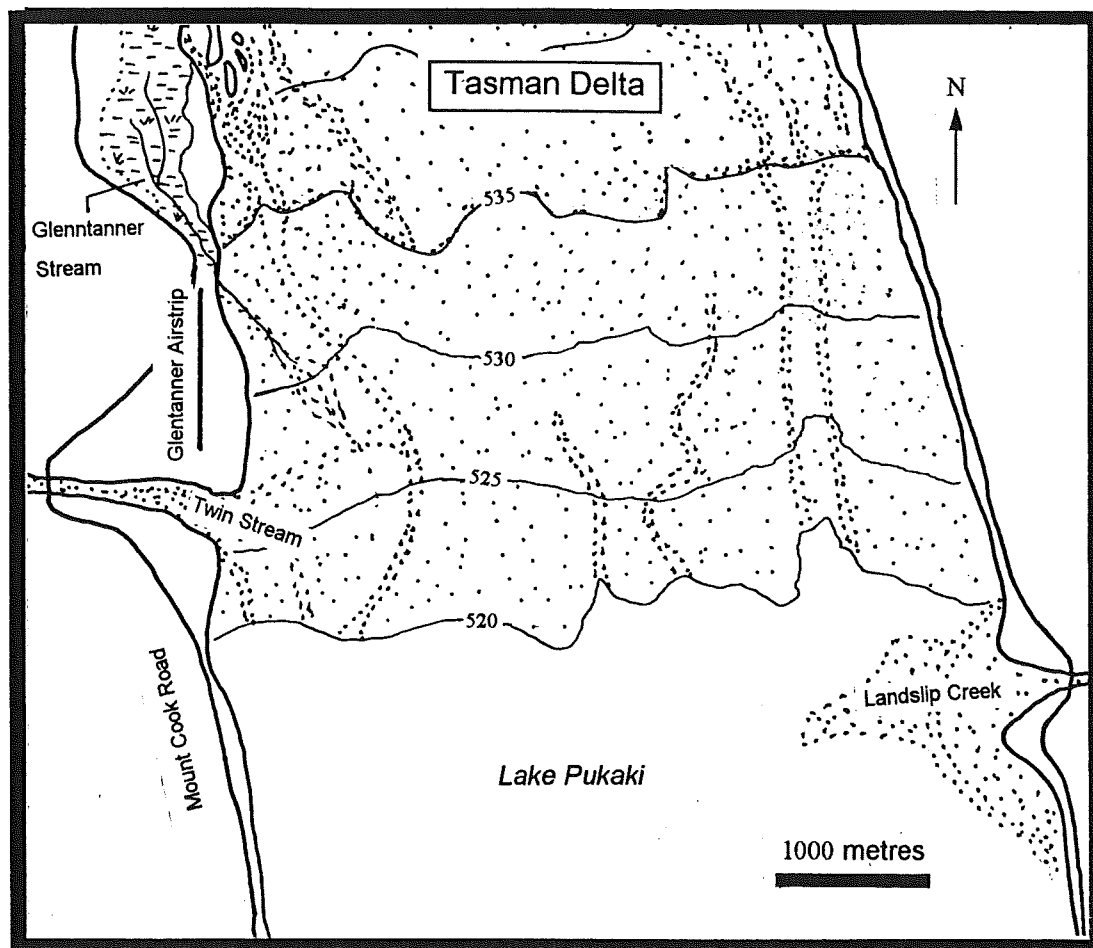 Tasman Delta
N
535
Glenntanner
Stream
Glentanner Airstrip
530
525
Twin Stream
520
Mount Cook Road
Landslip Creek
Lake Pukaki
1000 metres